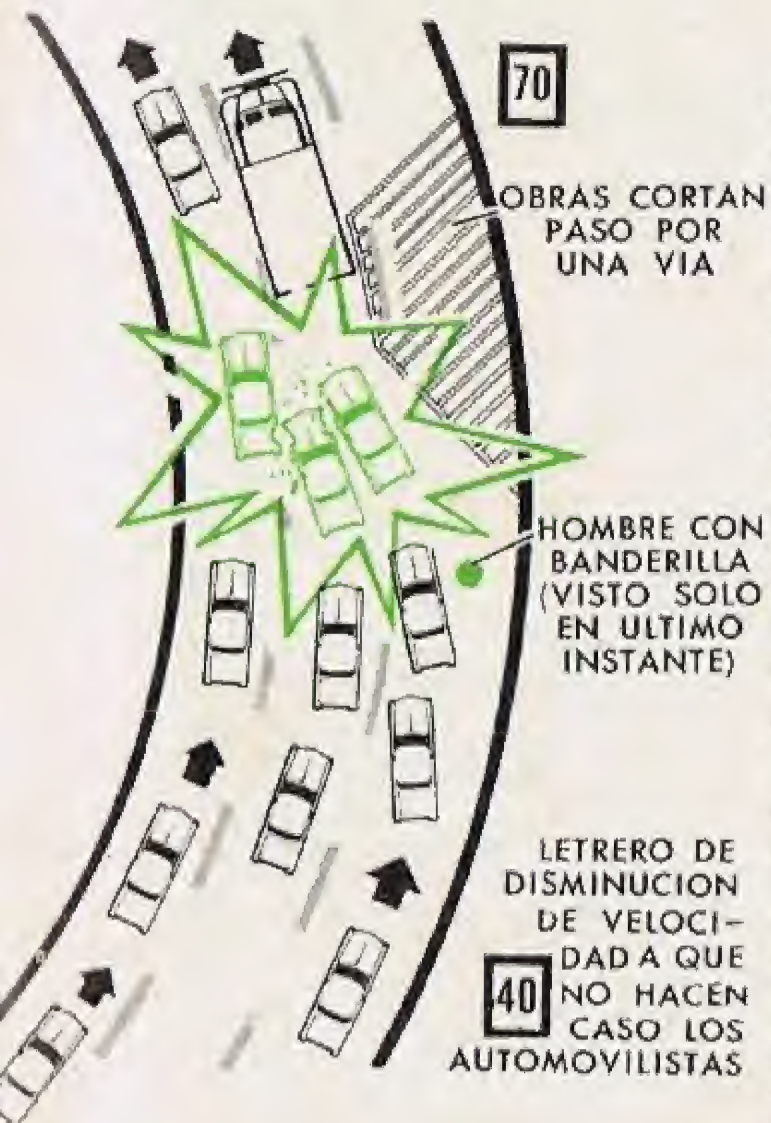 70
OBRAS CORTAN
PASO POR
UNA VIA
HOMBRE CON
BANDERILLA
(VISTO SOLO
EN ULTIMO
INSTANTE)
LETRERO DE
DISMINUCION
DE VELOCI-
DAD A QUE
40 NO HACEN
CASO LOS
AUTOMOVILISTAS